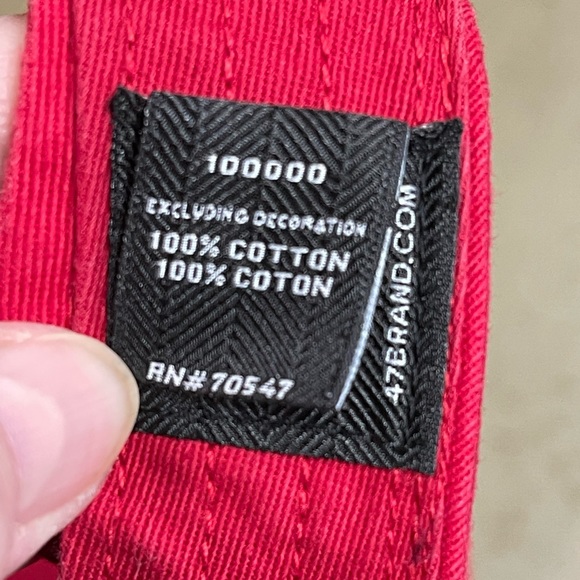 100000
EXCLUDING DECORATION
100% COTTON
100% COTON
RN# 70547
47BRAND.COM